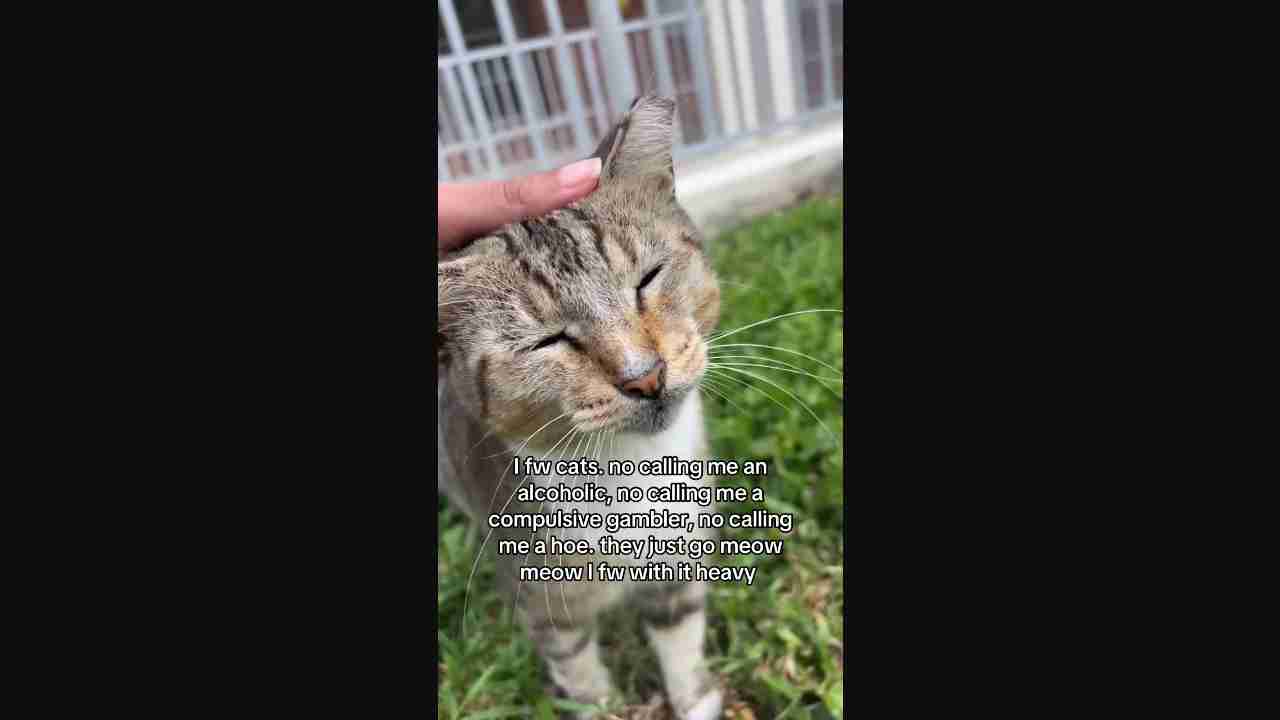 I fw cats. no calling me an
alcoholic, no calling me a
compulsive gambler, no calling
me a hoe. they just go meow
meow I fw with it heavy